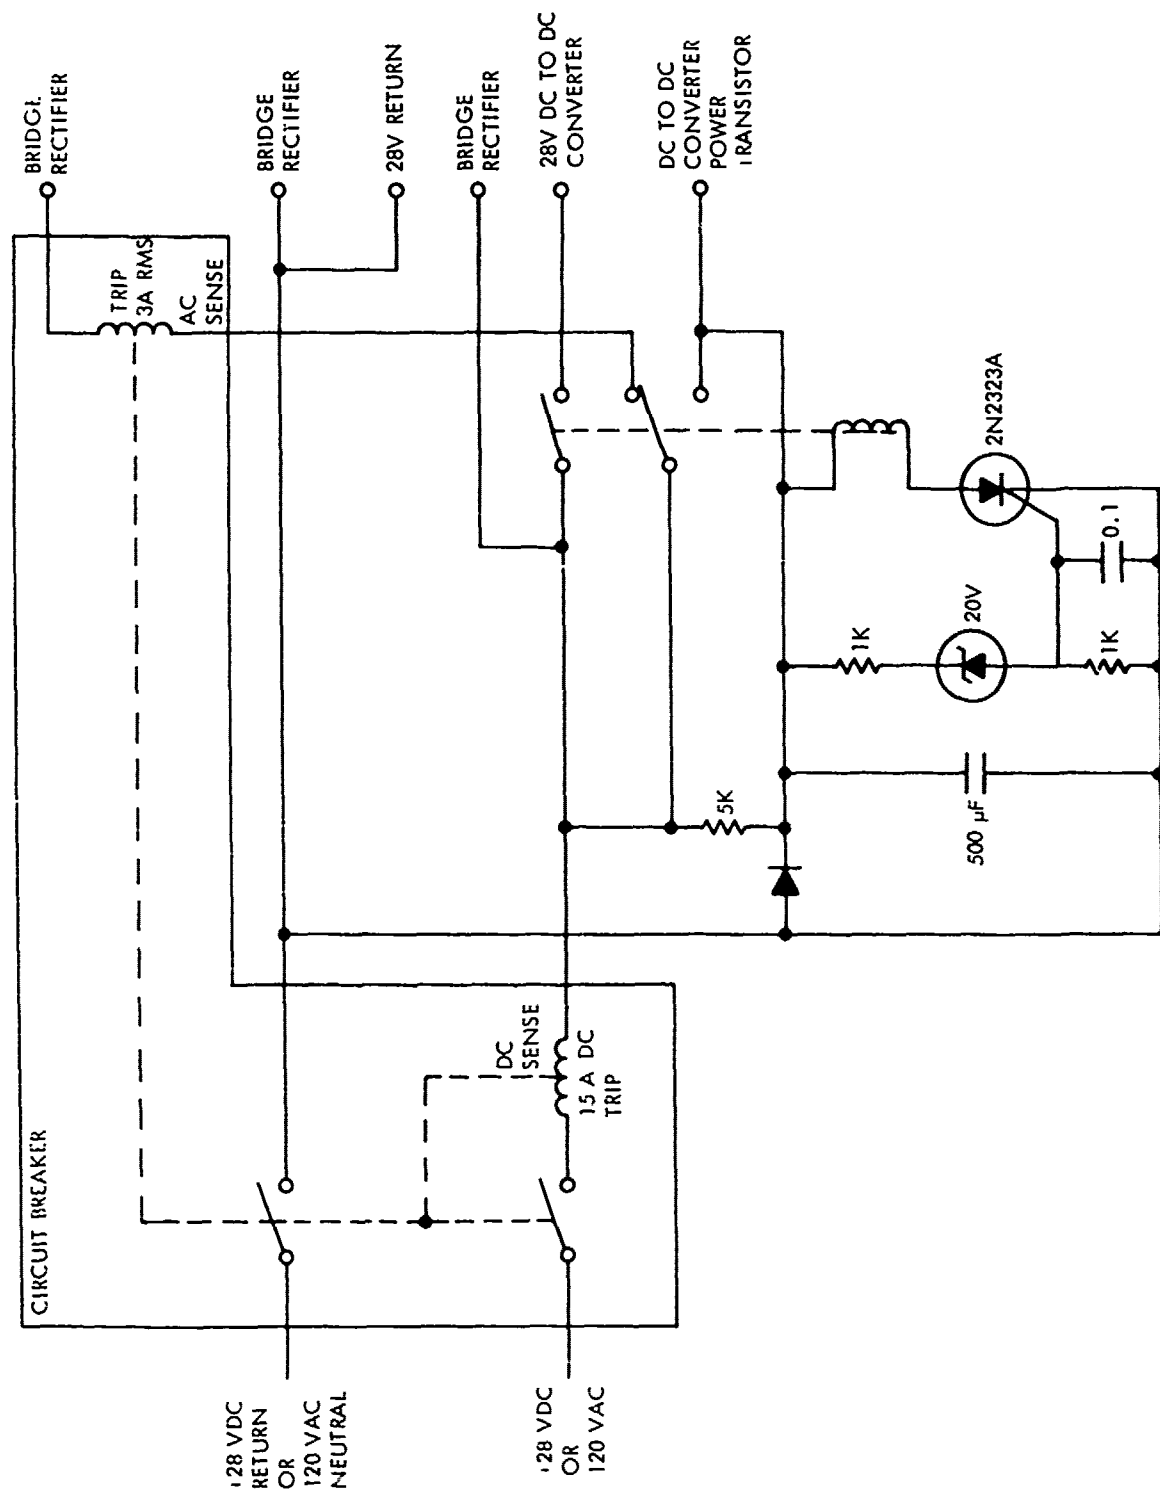 CIRCUIT BREAKER
TRIP
3A RMS
AC
SENSE
BRIDGE
RECTIFIER
BRIDGE
RECTIFIER
28V RETURN
BRIDGE
RECTIFIER
28V DC TO DC
CONVERTER
DC TO DC
CONVERTER
POWER
TRANSISTOR
+28 VDC
RETURN
OR
120 VAC
NEUTRAL
+28 VDC
OR
120 VAC
DC
SENSE
15 A DC
TRIP
5K
500 µF
1K
20V
1K
0.1
2N2323A